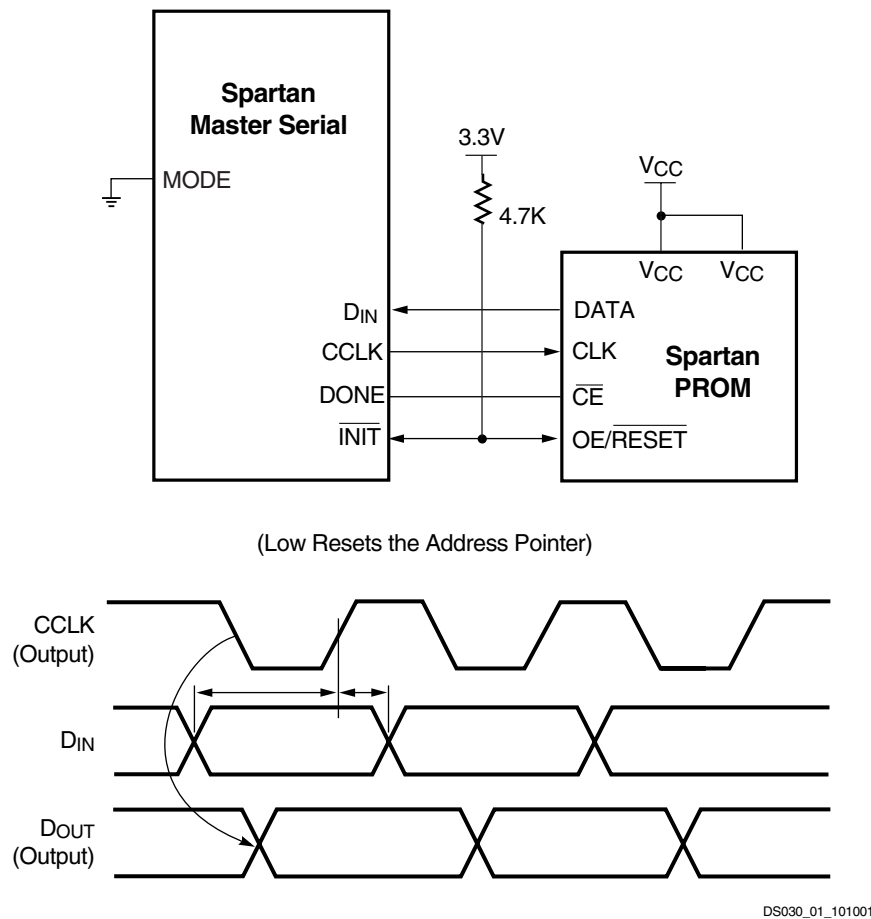 Spartan
Master Serial
MODE
3.3V
4.7K
VCC
VCC VCC
DIN
CCLK
DONE
INIT
DATA
CLK
CE
OE/RESET
Spartan
PROM
(Low Resets the Address Pointer)
CCLK
(Output)
DIN
DOUT
(Output)
DS030_01_101001